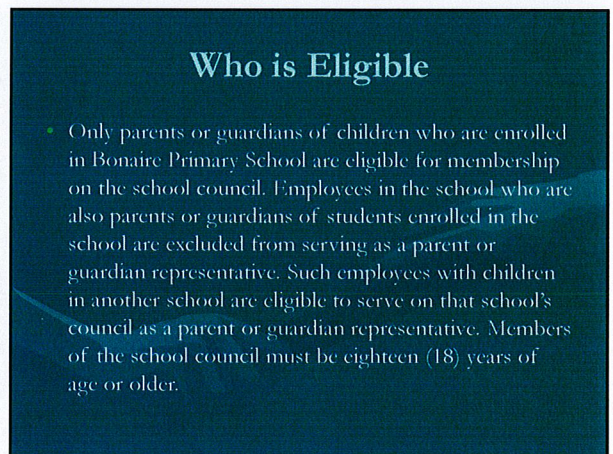 Who is Eligible
• Only parents or guardians of children who are enrolled
in Bonaire Primary School are eligible for membership
on the school council. Employees in the school who are
also parents or guardians of students enrolled in the
school are excluded from serving as a parent or
guardian representative. Such employees with children
in another school are eligible to serve on that school's
council as a parent or guardian representative. Members
of the school council must be eighteen (18) years of
age or older.